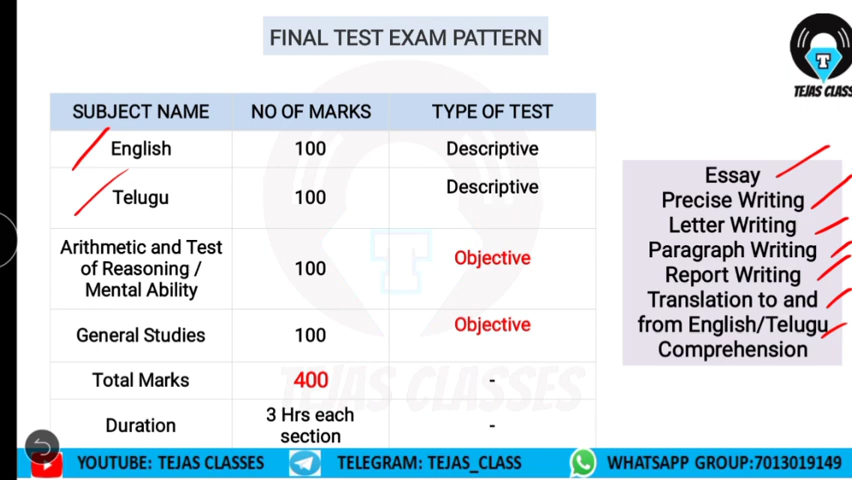 FINAL TEST EXAM PATTERN
T
TEJAS CLASS
SUBJECT NAME NO OF MARKS TYPE OF TEST
English 100 Descriptive
Telugu 100 Descriptive
Arithmetic and Test
of Reasoning /
Mental Ability
100 Objective
General Studies 100 Objective
Total Marks 400 -
Duration 3 Hrs each
section -
Essay
Precise Writing
Letter Writing
Paragraph Writing
Report Writing
Translation to and
from English/Telugu
Comprehension
T
TEJAS CLASSES
YOUTUBE: TEJAS CLASSES TELEGRAM: TEJAS_CLASS WHATSAPP GROUP:7013019149